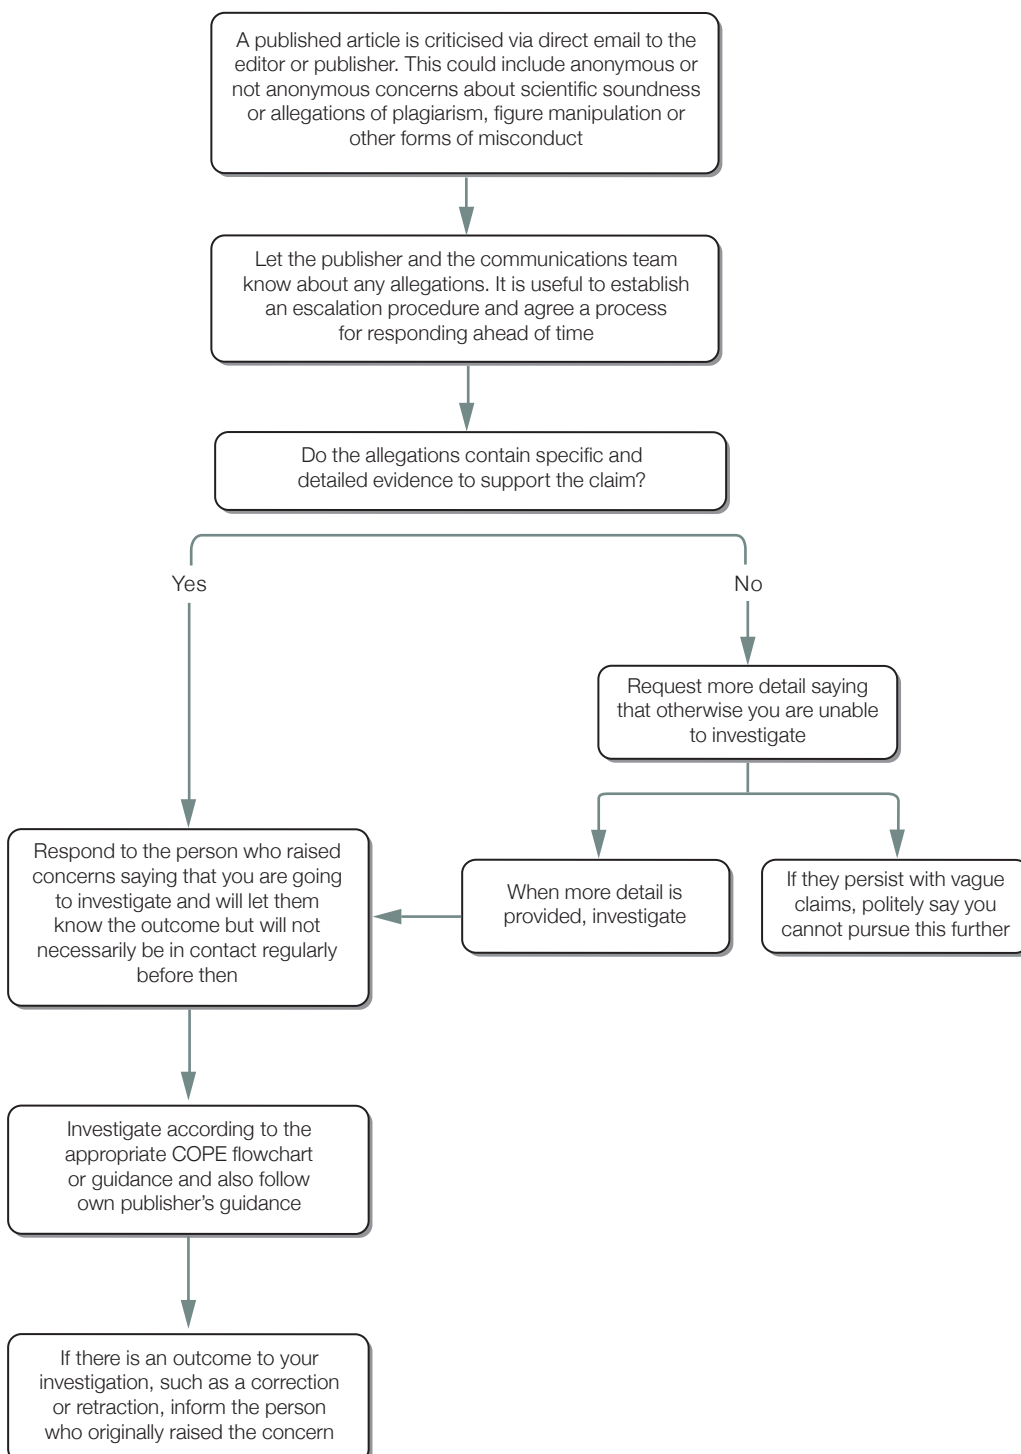 A published article is criticised via direct email to the
editor or publisher. This could include anonymous or
not anonymous concerns about scientific soundness
or allegations of plagiarism, figure manipulation or
other forms of misconduct
Let the publisher and the communications team
know about any allegations. It is useful to establish
an escalation procedure and agree a process
for responding ahead of time
Do the allegations contain specific and
detailed evidence to support the claim?
Yes
No
Request more detail saying
that otherwise you are unable
to investigate
Respond to the person who raised
concerns saying that you are going
to investigate and will let them
know the outcome but will not
necessarily be in contact regularly
before then
When more detail is
provided, investigate
If they persist with vague
claims, politely say you
cannot pursue this further
Investigate according to the
appropriate COPE flowchart
or guidance and also follow
own publisher’s guidance
If there is an outcome to your
investigation, such as a correction
or retraction, inform the person
who originally raised the concern